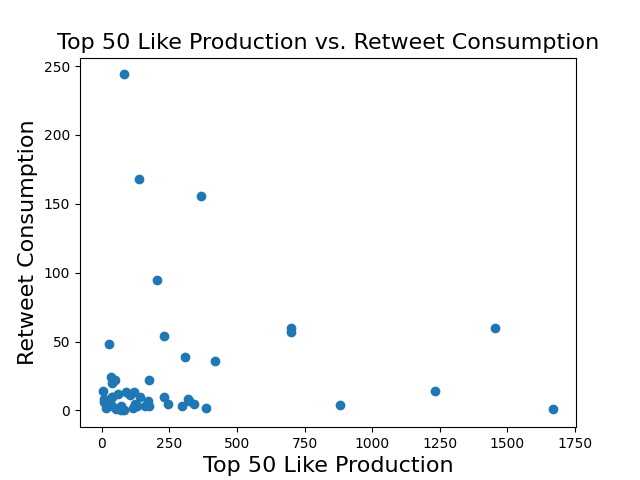 Top 50 Like Production vs. Retweet Consumption
250
200
150
100
50
0
Retweet Consumption
0 250 500 750 1000 1250 1500 1750
Top 50 Like Production